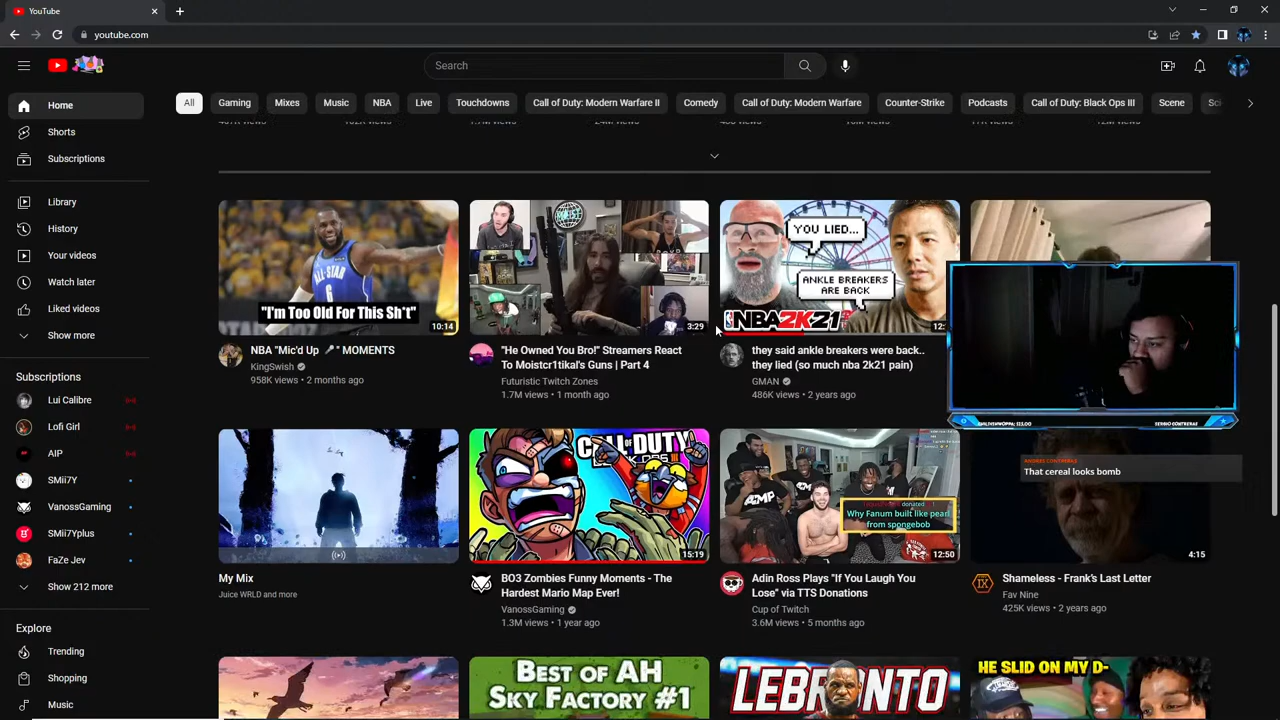 YouTube
youtube.com
Search
Home
Shorts
Subscriptions
Library
History
Your videos
Watch later
Liked videos
Show more
Subscriptions
Lui Calibre
Lofi Girl
AIP
SMii7Y
VanossGaming
SMii7Yplus
FaZe Jev
Show 212 more
Explore
Trending
Shopping
Music
All
Gaming
Mixes
Music
NBA
Live
Touchdowns
Call of Duty: Modern Warfare II
Comedy
Call of Duty: Modern Warfare
Counter-Strike
Podcasts
Call of Duty: Black Ops III
Scene
ALL-STAR
6
"I'm Too Old For This Sh*t"
10:14
NBA "Mic'd Up 🎤" MOMENTS
KingSwish
958K views • 2 months ago
3:29
"He Owned You Bro!" Streamers React
To Moistcr1tikal's Guns | Part 4
Futuristic Twitch Zones
1.7M views • 1 month ago
YOU LIED...
ANKLE BREAKERS
ARE BACK
NBA2K21
they said ankle breakers were back..
they lied (so much nba 2k21 pain)
GMAN
486K views • 2 years ago
SERGIO CONTRERAS
That cereal looks bomb
My Mix
Juice WRLD and more
CALL OF DUTY
15:19
BO3 Zombies Funny Moments - The
Hardest Mario Map Ever!
VanossGaming
1.3M views • 1 year ago
AMP
donated
Why Fanum built like pearl
from spongebob
12:50
Adin Ross Plays "If You Laugh You
Lose" via TTS Donations
Cup of Twitch
3.6M views • 5 months ago
4:15
Shameless - Frank's Last Letter
Fav Nine
425K views • 2 years ago
BEST OF AH
SKY FACTORY #1
LEBRONTO
HE SLID ON MY D-